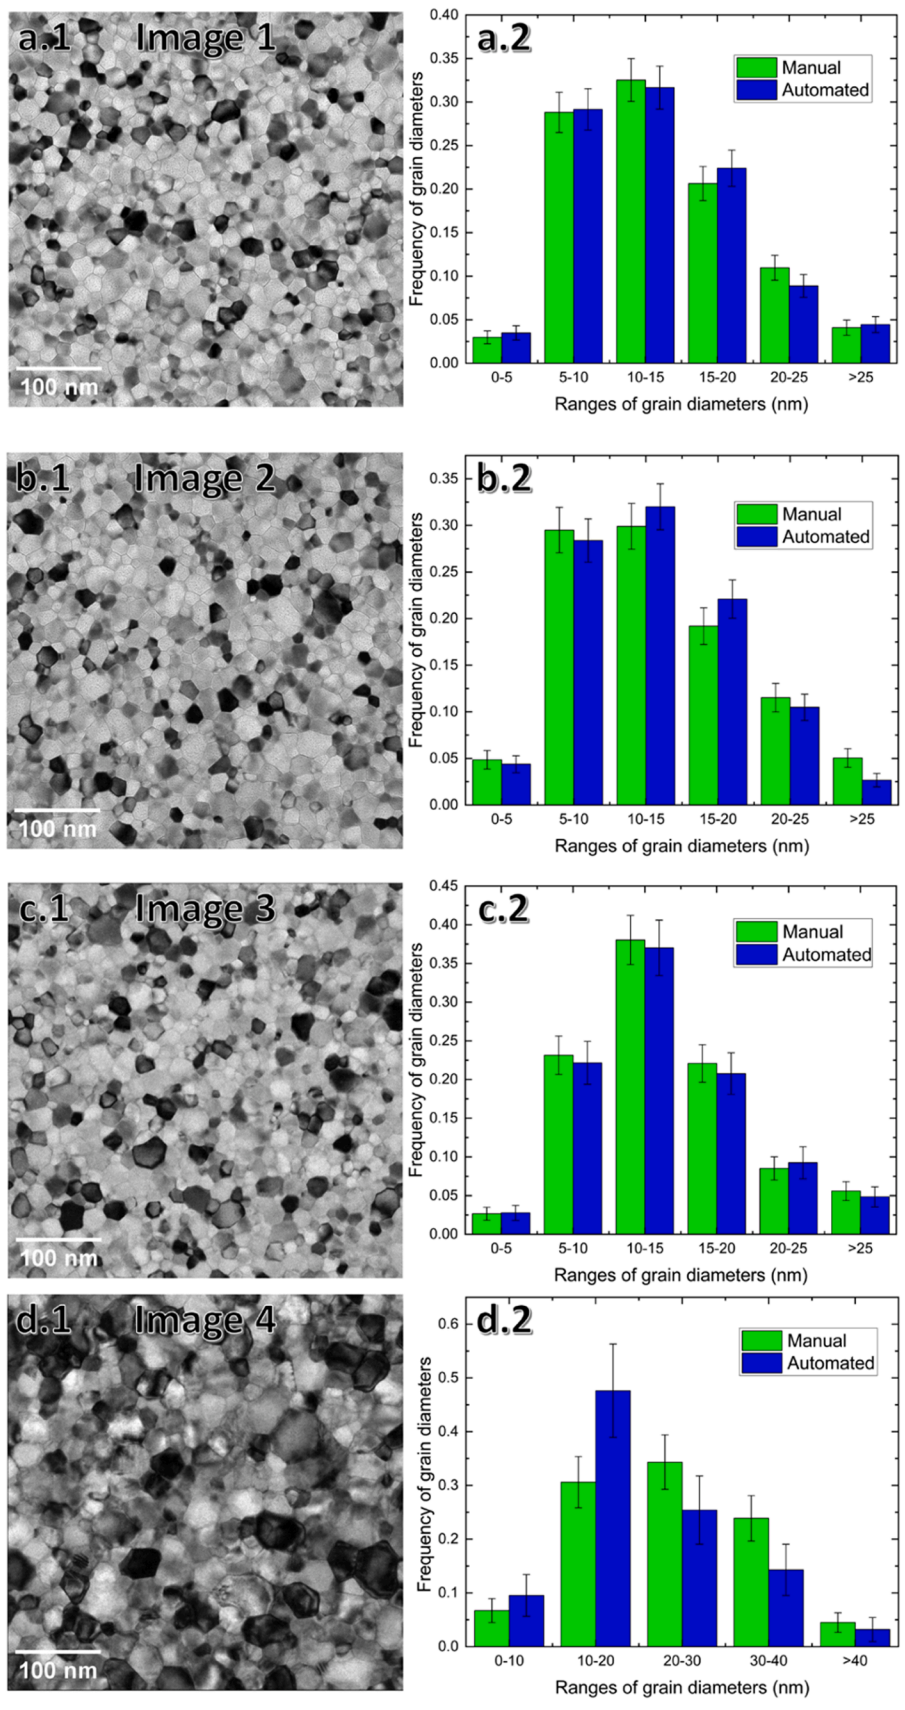 a.1 Image 1
100 nm
a.2
Manual
Automated
0.40
0.35
0.30
0.25
0.20
0.15
0.10
0.05
0.00
Frequency of grain diameters
0-5 5-10 10-15 15-20 20-25 >25
Ranges of grain diameters (nm)
b.1 Image 2
100 nm
b.2
Manual
Automated
0.35
0.30
0.25
0.20
0.15
0.10
0.05
0.00
Frequency of grain diameters
0-5 5-10 10-15 15-20 20-25 >25
Ranges of grain diameters (nm)
c.1 Image 3
100 nm
c.2
Manual
Automated
0.45
0.40
0.35
0.30
0.25
0.20
0.15
0.10
0.05
0.00
Frequency of grain diameters
0-5 5-10 10-15 15-20 20-25 >25
Ranges of grain diameters (nm)
d.1 Image 4
100 nm
d.2
Manual
Automated
0.6
0.5
0.4
0.3
0.2
0.1
0.0
Frequency of grain diameters
0-10 10-20 20-30 30-40 >40
Ranges of grain diameters (nm)